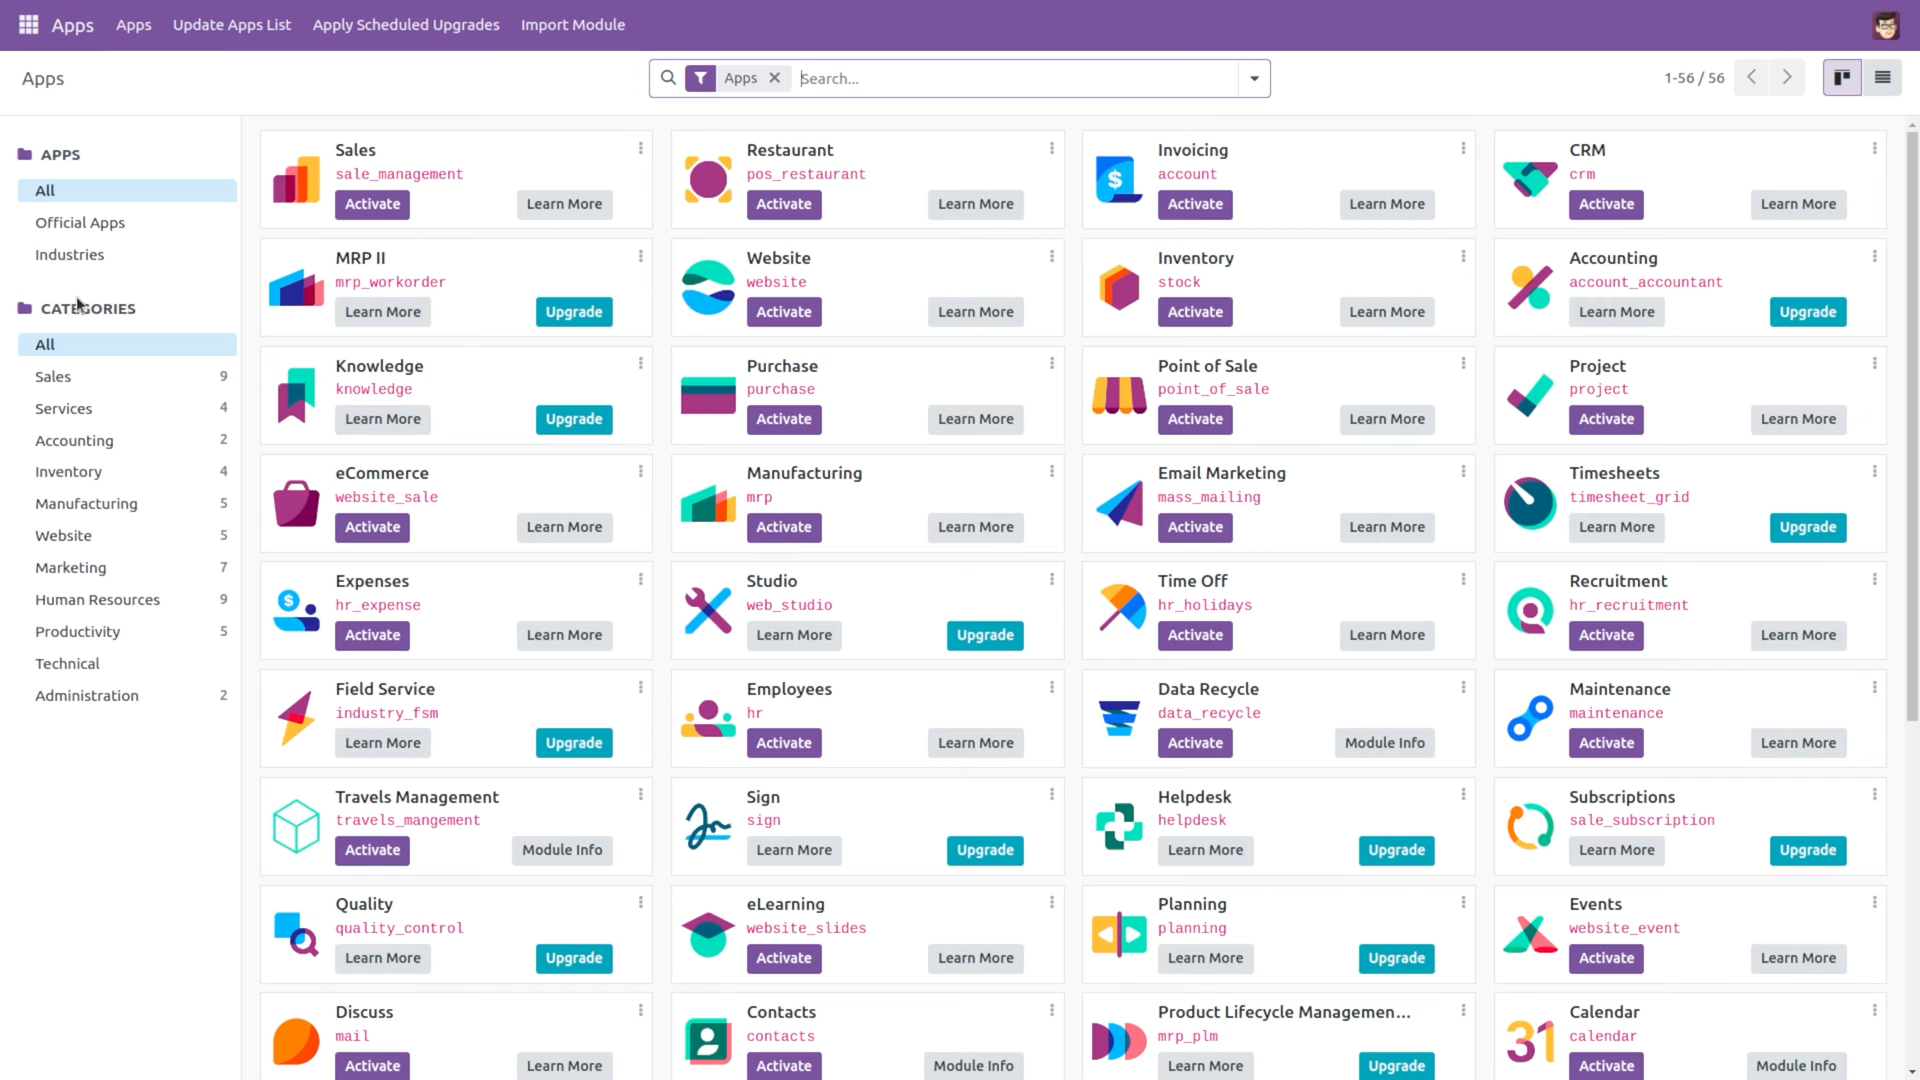 Apps
Apps
Update Apps List
Apply Scheduled Upgrades
Import Module
Apps
Apps
Search...
1-56 / 56
APPS
All
Official Apps
Industries
CATEGORIES
All
Sales 9
Services 4
Accounting 2
Inventory 4
Manufacturing 5
Website 5
Marketing 7
Human Resources 9
Productivity 5
Technical
Administration 2
Sales
sale_management
Activate Learn More
Restaurant
pos_restaurant
Activate Learn More
Invoicing
account
Activate Learn More
CRM
crm
Activate Learn More
MRP II
mrp_workorder
Learn More Upgrade
Website
website
Activate Learn More
Inventory
stock
Activate Learn More
Accounting
account_accountant
Learn More Upgrade
Knowledge
knowledge
Learn More Upgrade
Purchase
purchase
Activate Learn More
Point of Sale
point_of_sale
Activate Learn More
Project
project
Activate Learn More
eCommerce
website_sale
Activate Learn More
Manufacturing
mrp
Activate Learn More
Email Marketing
mass_mailing
Activate Learn More
Timesheets
timesheet_grid
Learn More Upgrade
Expenses
hr_expense
Activate Learn More
Studio
web_studio
Learn More Upgrade
Time Off
hr_holidays
Activate Learn More
Recruitment
hr_recruitment
Activate Learn More
Field Service
industry_fsm
Learn More Upgrade
Employees
hr
Activate Learn More
Data Recycle
data_recycle
Activate Module Info
Maintenance
maintenance
Activate Learn More
Travels Management
travels_mangement
Activate Module Info
Sign
sign
Learn More Upgrade
Helpdesk
helpdesk
Learn More Upgrade
Subscriptions
sale_subscription
Learn More Upgrade
Quality
quality_control
Learn More Upgrade
eLearning
website_slides
Activate Learn More
Planning
planning
Learn More Upgrade
Events
website_event
Activate Learn More
Discuss
mail
Activate Learn More
Contacts
contacts
Activate Module Info
Product Lifecycle Managemen...
mrp_plm
Learn More Upgrade
31
Calendar
calendar
Activate Module Info